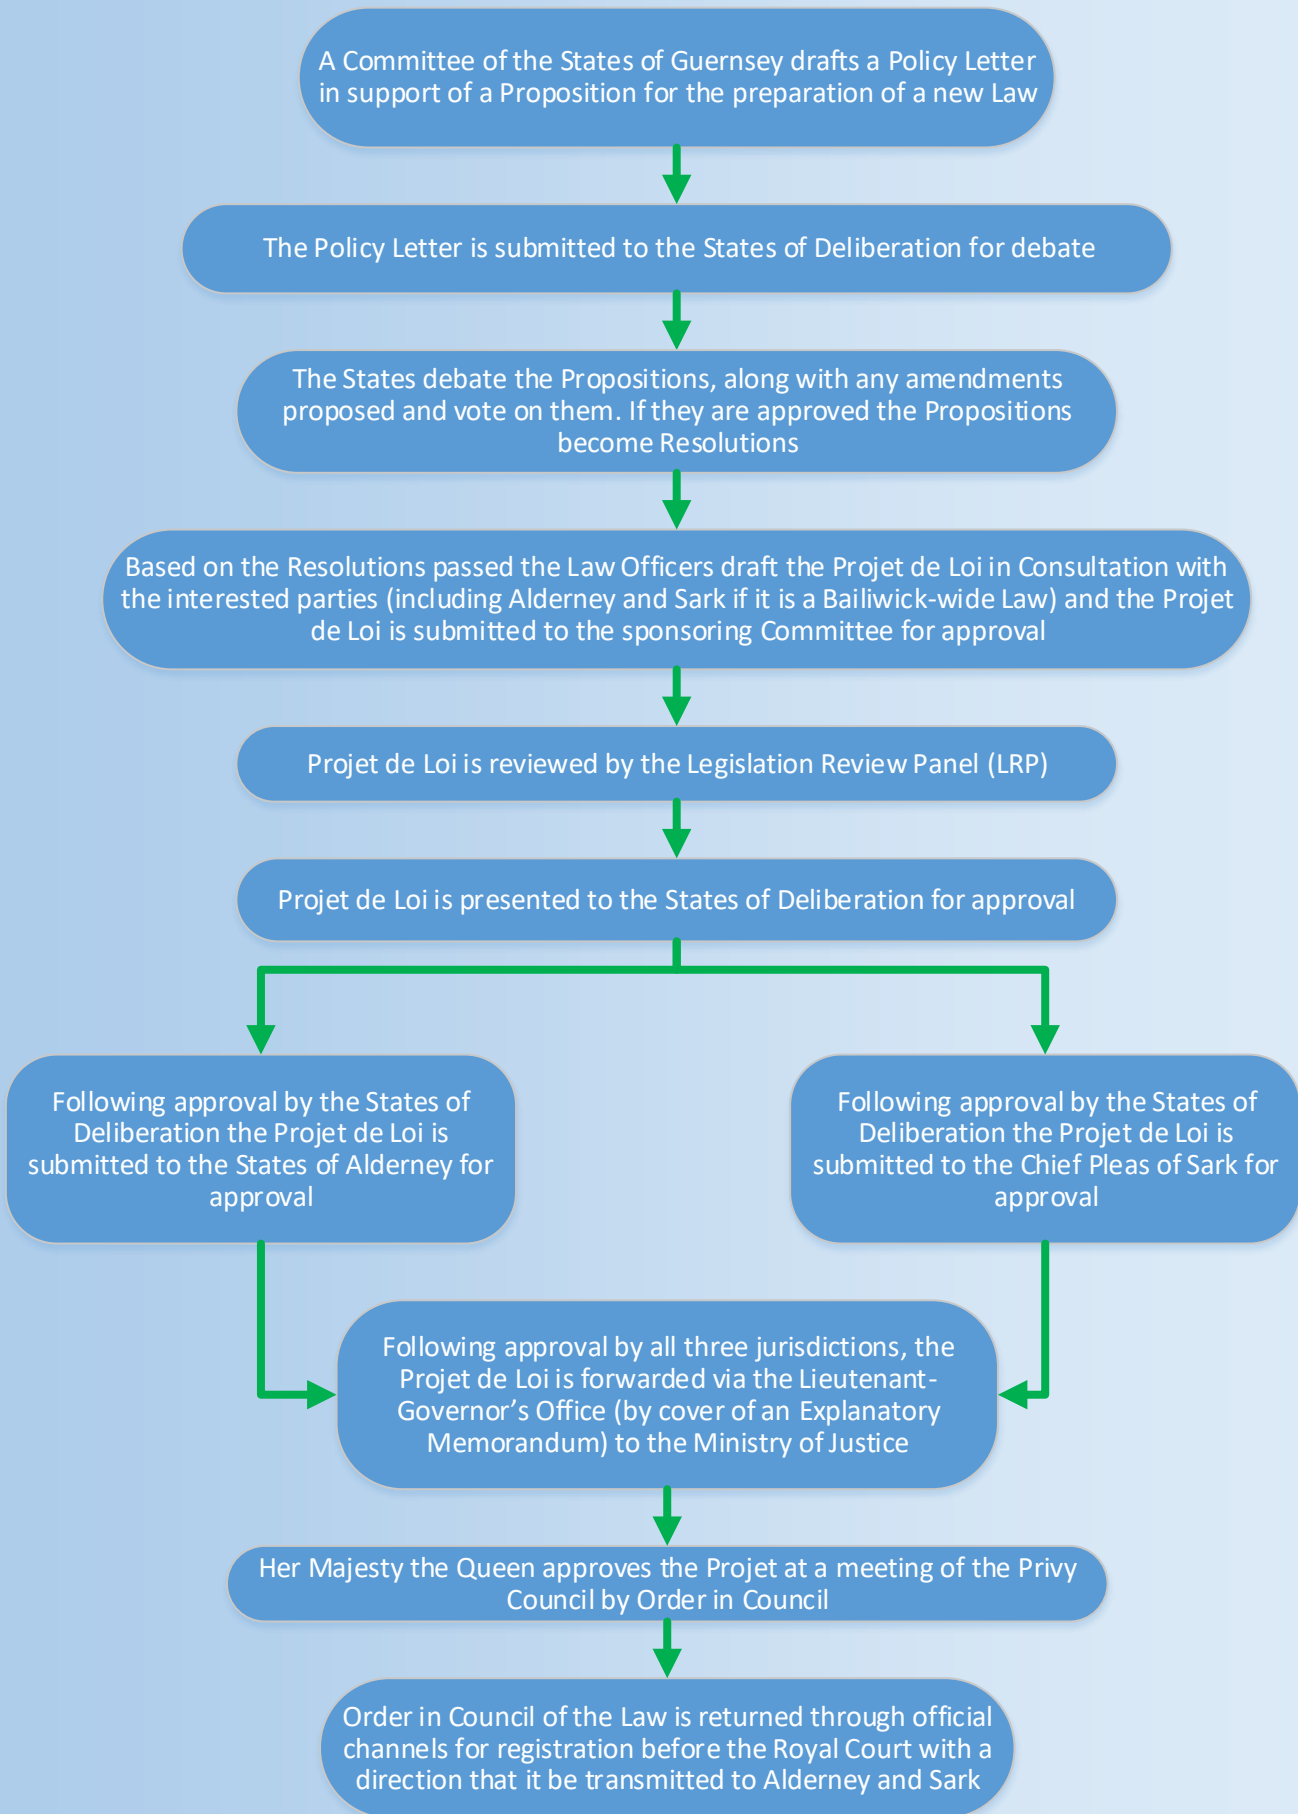 A Committee of the States of Guernsey drafts a Policy Letter
in support of a Proposition for the preparation of a new Law
The Policy Letter is submitted to the States of Deliberation for debate
The States debate the Propositions, along with any amendments
proposed and vote on them. If they are approved the Propositions
become Resolutions
Based on the Resolutions passed the Law Officers draft the Projet de Loi in Consultation with
the interested parties (including Alderney and Sark if it is a Bailiwick-wide Law) and the Projet
de Loi is submitted to the sponsoring Committee for approval
Projet de Loi is reviewed by the Legislation Review Panel (LRP)
Projet de Loi is presented to the States of Deliberation for approval
Following approval by the States of
Deliberation the Projet de Loi is
submitted to the States of Alderney for
approval
Following approval by the States of
Deliberation the Projet de Loi is
submitted to the Chief Pleas of Sark for
approval
Following approval by all three jurisdictions, the
Projet de Loi is forwarded via the Lieutenant-
Governor’s Office (by cover of an Explanatory
Memorandum) to the Ministry of Justice
Her Majesty the Queen approves the Projet at a meeting of the Privy
Council by Order in Council
Order in Council of the Law is returned through official
channels for registration before the Royal Court with a
direction that it be transmitted to Alderney and Sark